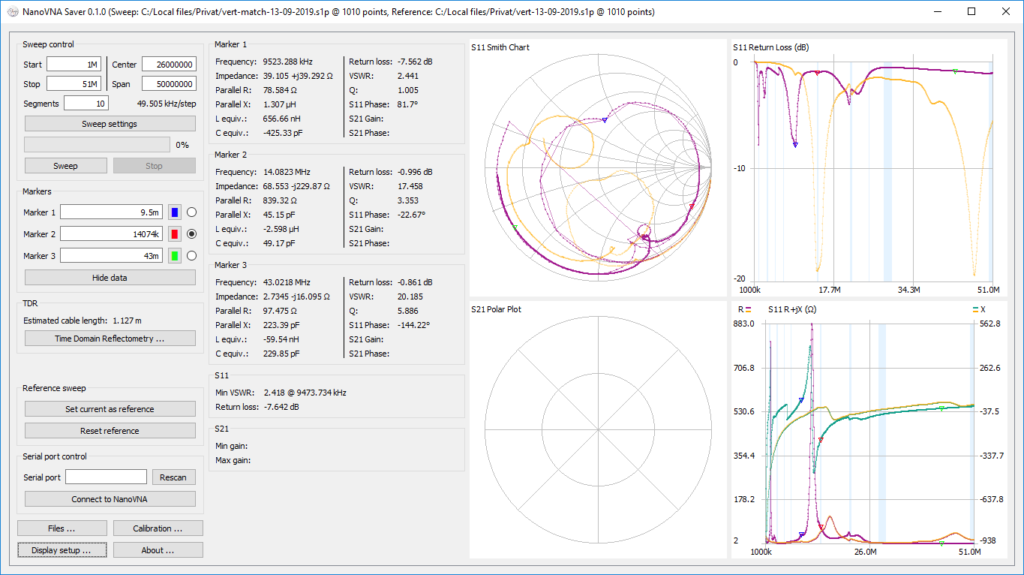 NanoVNA Saver 0.1.0 (Sweep: C:/Local files/Privat/vert-match-13-09-2019.s1p @ 1010 points, Reference: C:/Local files/Privat/vert-13-09-2019.s1p @ 1010 points)
Sweep control
Start 1M Center 26000000
Stop 51M Span 50000000
Segments 10 49.505 kHz/step
Sweep settings
0%
Sweep Stop
Markers
Marker 1 9.5m
Marker 2 14074k
Marker 3 43m
Hide data
TDR
Estimated cable length: 1.127 m
Time Domain Reflectometry ...
Reference sweep
Set current as reference
Reset reference
Serial port control
Serial port Rescan
Connect to NanoVNA
Files ... Calibration ...
Display setup ... About ...
Marker 1
Frequency: 9523.288 kHz Return loss: -7.562 dB
Impedance: 39.105 +j39.292 Ω VSWR: 2.441
Parallel R: 78.584 Ω Q: 1.005
Parallel X: 1.307 µH S11 Phase: 81.7°
L equiv.: 656.66 nH S21 Gain:
C equiv.: -425.33 pF S21 Phase:
Marker 2
Frequency: 14.0823 MHz Return loss: -0.996 dB
Impedance: 68.553 -j229.87 Ω VSWR: 17.458
Parallel R: 839.32 Ω Q: 3.353
Parallel X: 45.15 pF S11 Phase: -22.67°
L equiv.: -2.598 µH S21 Gain:
C equiv.: 49.17 pF S21 Phase:
Marker 3
Frequency: 43.0218 MHz Return loss: -0.861 dB
Impedance: 2.7345 -j16.095 Ω VSWR: 20.185
Parallel R: 97.475 Ω Q: 5.886
Parallel X: 223.39 pF S11 Phase: -144.22°
L equiv.: -59.54 nH S21 Gain:
C equiv.: 229.85 pF S21 Phase:
S11
Min VSWR: 2.418 @ 9473.734 kHz
Return loss: -7.642 dB
S21
Min gain:
Max gain:
S11 Smith Chart
S11 Return Loss (dB)
0
-10
-20
1000k 17.7M 34.3M 51.0M
S21 Polar Plot
R S11 R+jX (Ω) X
883.0 562.8
706.8 262.6
530.6 -37.5
354.4 -337.7
178.2 -637.8
2 -938
1000k 26.0M 51.0M